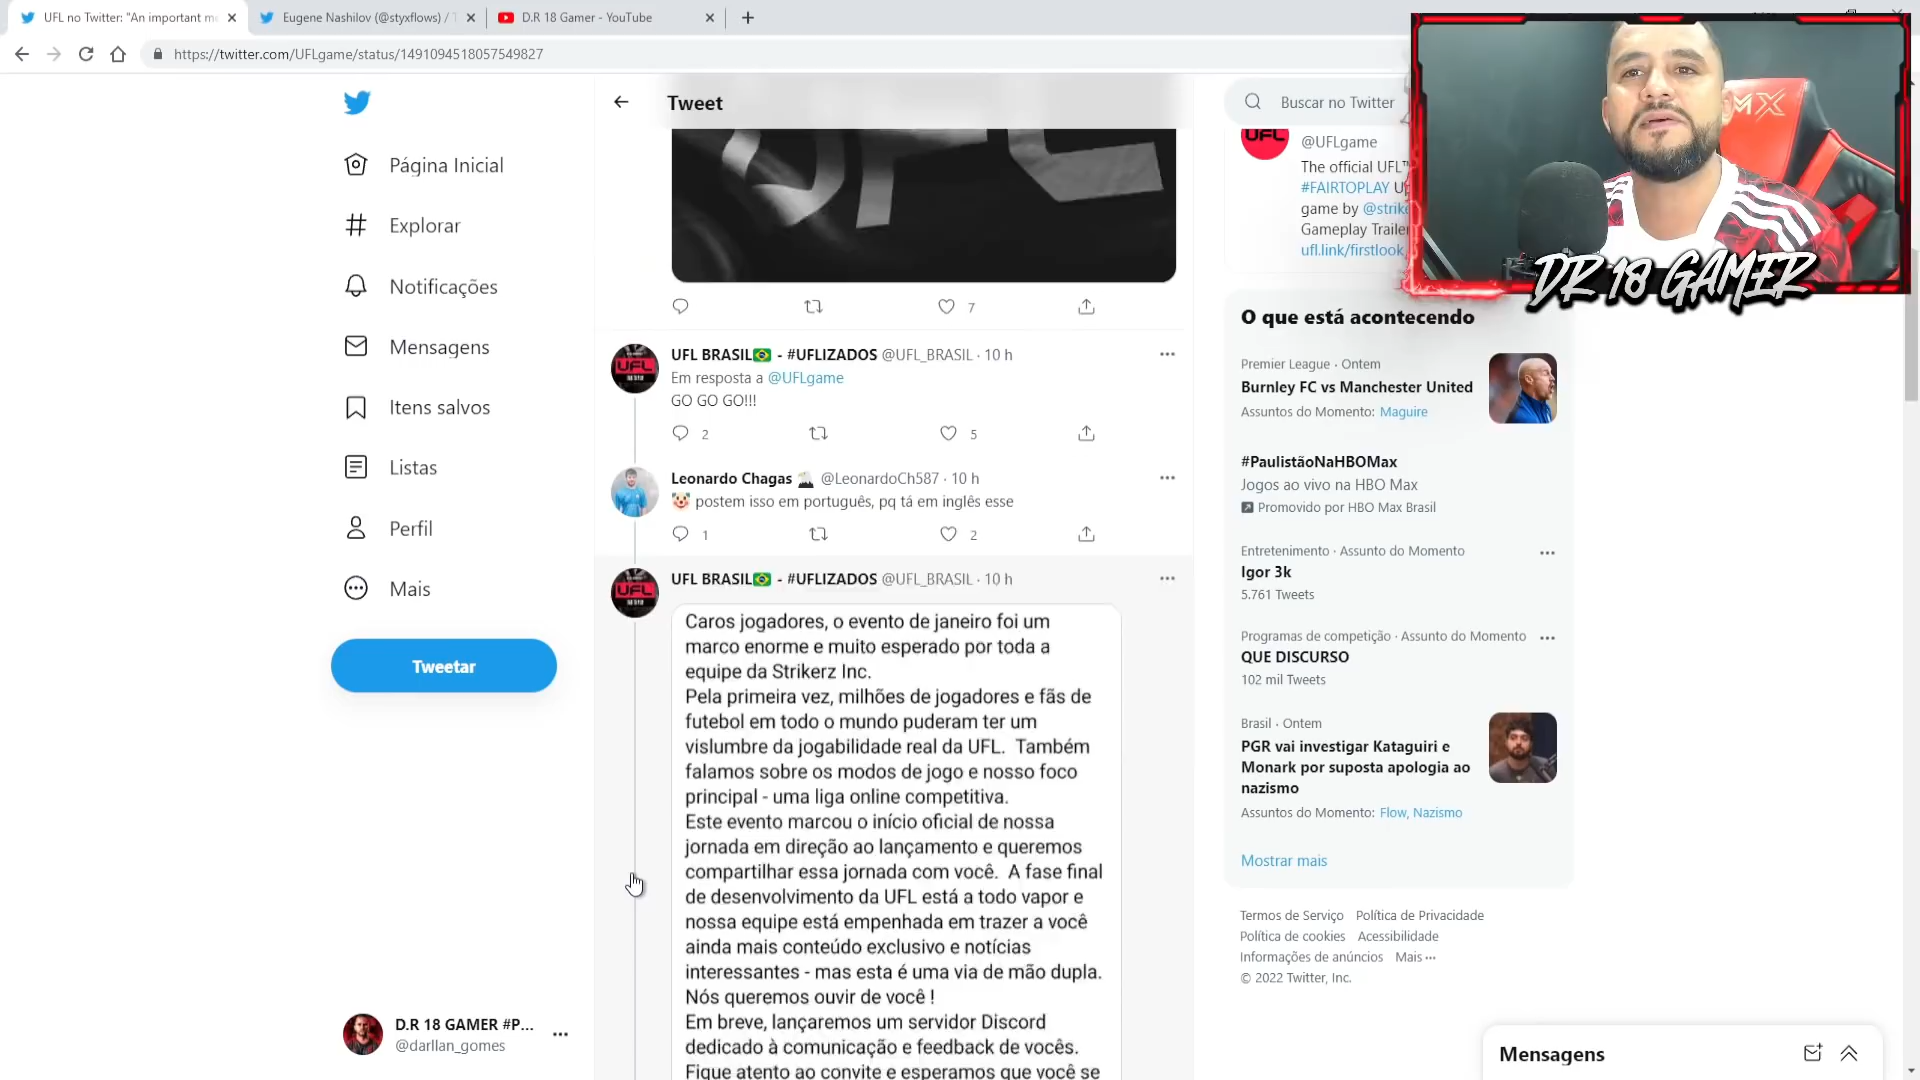 UFL no Twitter: "An important me
Eugene Nashilov (@styxflows) / T
D.R 18 Gamer - YouTube
https://twitter.com/UFLgame/status/1491094518057549827
Página Inicial
Explorar
Notificações
Mensagens
Itens salvos
Listas
Perfil
Mais
Tweetar
D.R 18 GAMER #P...
@darllan_gomes
Tweet
7
UFL BRASIL🇧🇷 - #UFLIZADOS @UFL_BRASIL · 10 h
Em resposta a @UFLgame
GO GO GO!!!
2
5
Leonardo Chagas @LeonardoCh587 · 10 h
🤡 postem isso em português, pq tá em inglês esse
1
2
UFL BRASIL🇧🇷 - #UFLIZADOS @UFL_BRASIL · 10 h
Caros jogadores, o evento de janeiro foi um
marco enorme e muito esperado por toda a
equipe da Strikerz Inc.
Pela primeira vez, milhões de jogadores e fãs de
futebol em todo o mundo puderam ter um
vislumbre da jogabilidade real da UFL. Também
falamos sobre os modos de jogo e nosso foco
principal - uma liga online competitiva.
Este evento marcou o início oficial de nossa
jornada em direção ao lançamento e queremos
compartilhar essa jornada com você. A fase final
de desenvolvimento da UFL está a todo vapor e
nossa equipe está empenhada em trazer a você
ainda mais conteúdo exclusivo e notícias
interessantes - mas esta é uma via de mão dupla.
Nós queremos ouvir de você !
Em breve, lançaremos um servidor Discord
dedicado à comunicação e feedback de vocês.
Fique atento ao convite e esperamos que você se
Buscar no Twitter
UFL
@UFLgame
The official UFL™
#FAIRTOPLAY
game by @strike
Gameplay Trailer
ufl.link/firstlook
DR 18 GAMER
O que está acontecendo
Premier League · Ontem
Burnley FC vs Manchester United
Assuntos do Momento: Maguire
#PaulistãoNaHBOMax
Jogos ao vivo na HBO Max
Promovido por HBO Max Brasil
Entretenimento · Assunto do Momento
Igor 3k
5.761 Tweets
Programas de competição · Assunto do Momento
QUE DISCURSO
102 mil Tweets
Brasil · Ontem
PGR vai investigar Kataguiri e
Monark por suposta apologia ao
nazismo
Assuntos do Momento: Flow, Nazismo
Mostrar mais
Termos de Serviço Política de Privacidade
Política de cookies Acessibilidade
Informações de anúncios Mais ···
© 2022 Twitter, Inc.
Mensagens